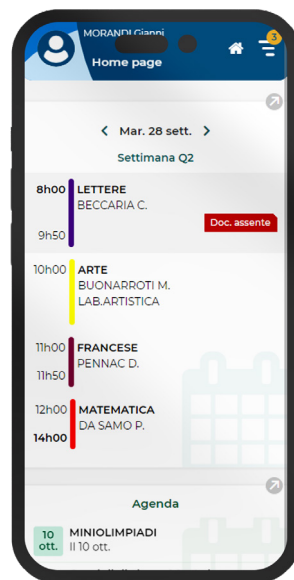 MORANDI Gianni
3
Home page
Mar. 28 sett.
Settimana Q2
8h00 LETTERE
BECCARIA C.
Doc. assente
9h50
10h00 ARTE
BUONARROTI M.
LAB.ARTISTICA
11h00 FRANCESE
PENNAC D.
11h50
12h00 MATEMATICA
DA SAMO P.
14h00
Agenda
10 MINIOLIMPIADI
ott. Il 10 ott.